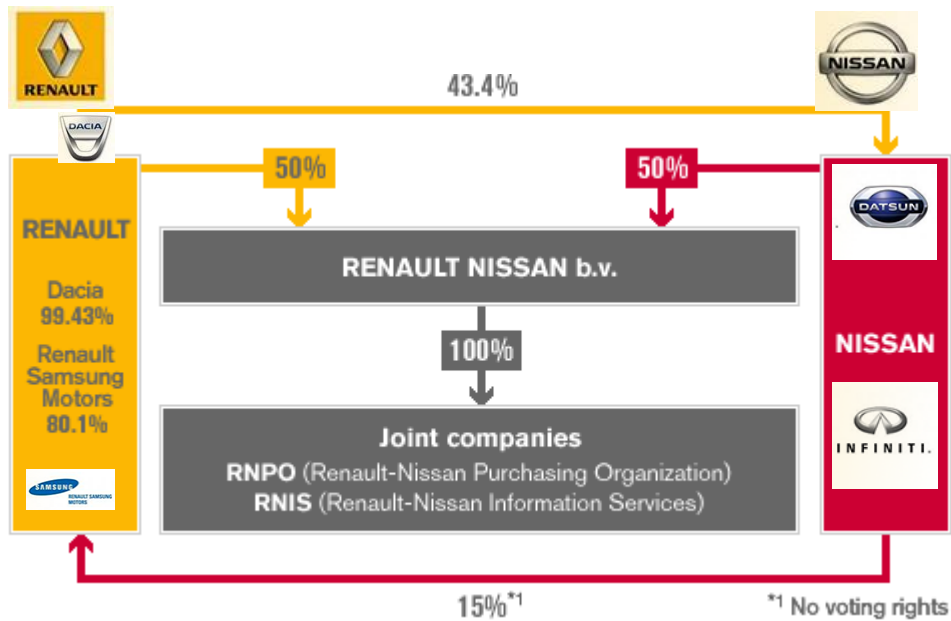 RENAULT
NISSAN
43.4%
DACIA
50%
50%
RENAULT
Dacia
99.43%
Renault
Samsung
Motors
80.1%
SAMSUNG
RENAULT SAMSUNG
MOTORS
RENAULT NISSAN b.v.
100%
Joint companies
RNPO (Renault-Nissan Purchasing Organization)
RNIS (Renault-Nissan Information Services)
DATSUN
NISSAN
INFINITI.
15%*1
*1 No voting rights